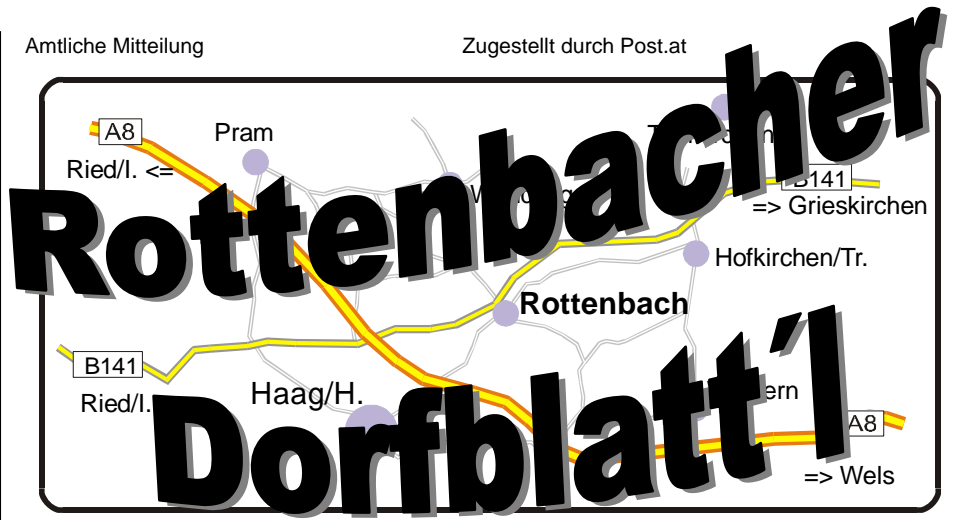 Amtliche Mitteilung
Zugestellt durch Post.at
A8
Pram
Ried/I. <=
B141
=> Grieskirchen
Rottenbacher
Hofkirchen/Tr.
Rottenbach
B141
Ried/I.
Haag/H.
Dorfblatt´l
A8
=> Wels